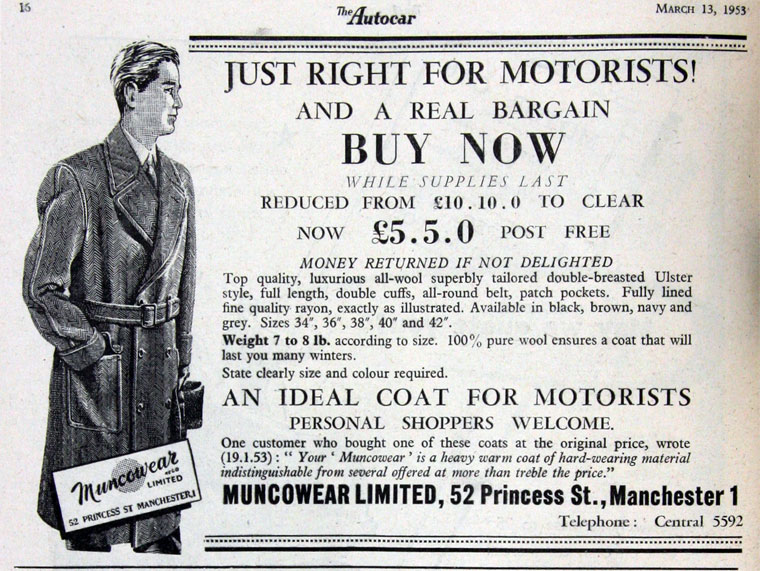 16
The Autocar
MARCH 13, 1953
JUST RIGHT FOR MOTORISTS!
AND A REAL BARGAIN
BUY NOW
WHILE SUPPLIES LAST
REDUCED FROM £10.10.0 TO CLEAR
NOW £5.5.0 POST FREE
MONEY RETURNED IF NOT DELIGHTED
Top quality, luxurious all-wool superbly tailored double-breasted Ulster
style, full length, double cuffs, all-round belt, patch pockets. Fully lined
fine quality rayon, exactly as illustrated. Available in black, brown, navy and
grey. Sizes 34″, 36″, 38″, 40″ and 42″.
Weight 7 to 8 lb. according to size. 100% pure wool ensures a coat that will
last you many winters.
State clearly size and colour required.
AN IDEAL COAT FOR MOTORISTS
PERSONAL SHOPPERS WELCOME.
One customer who bought one of these coats at the original price, wrote
(19.1.53) : “ Your ‘ Muncowear ’ is a heavy warm coat of hard-wearing material
indistinguishable from several offered at more than treble the price.”
MUNCOWEAR LIMITED, 52 Princess St., Manchester 1
Telephone : Central 5592
Muncowear
LIMITED
52 PRINCESS ST MANCHESTER.1